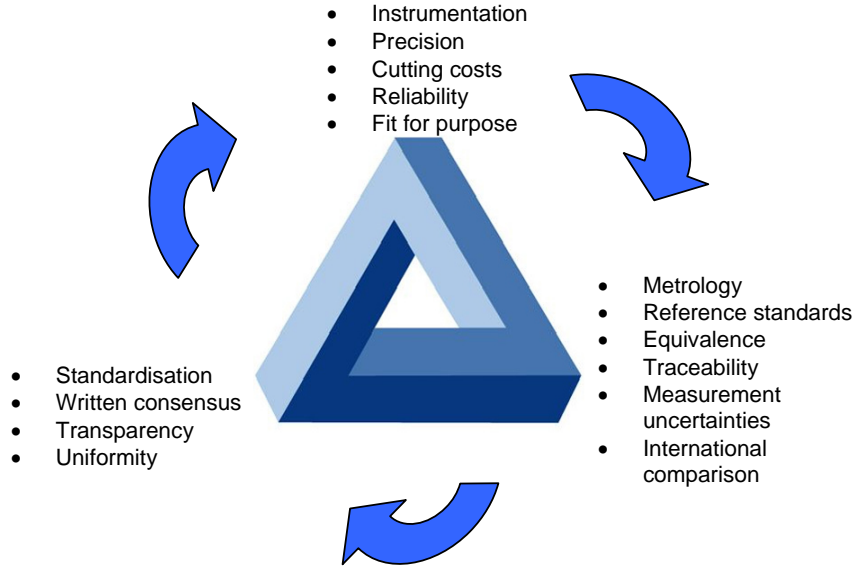 • Instrumentation
• Precision
• Cutting costs
• Reliability
• Fit for purpose
• Metrology
• Reference standards
• Equivalence
• Traceability
• Measurement
uncertainties
• International
comparison
• Standardisation
• Written consensus
• Transparency
• Uniformity